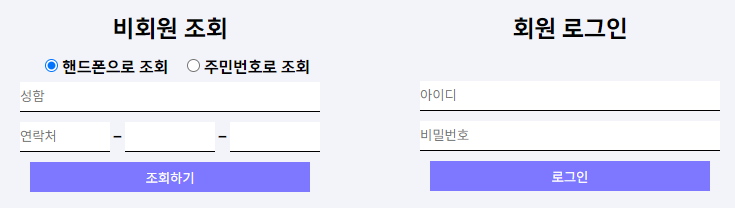 비회원 조회
핸드폰으로 조회 주민번호로 조회
성함
연락처 - -
조회하기
회원 로그인
아이디
비밀번호
로그인